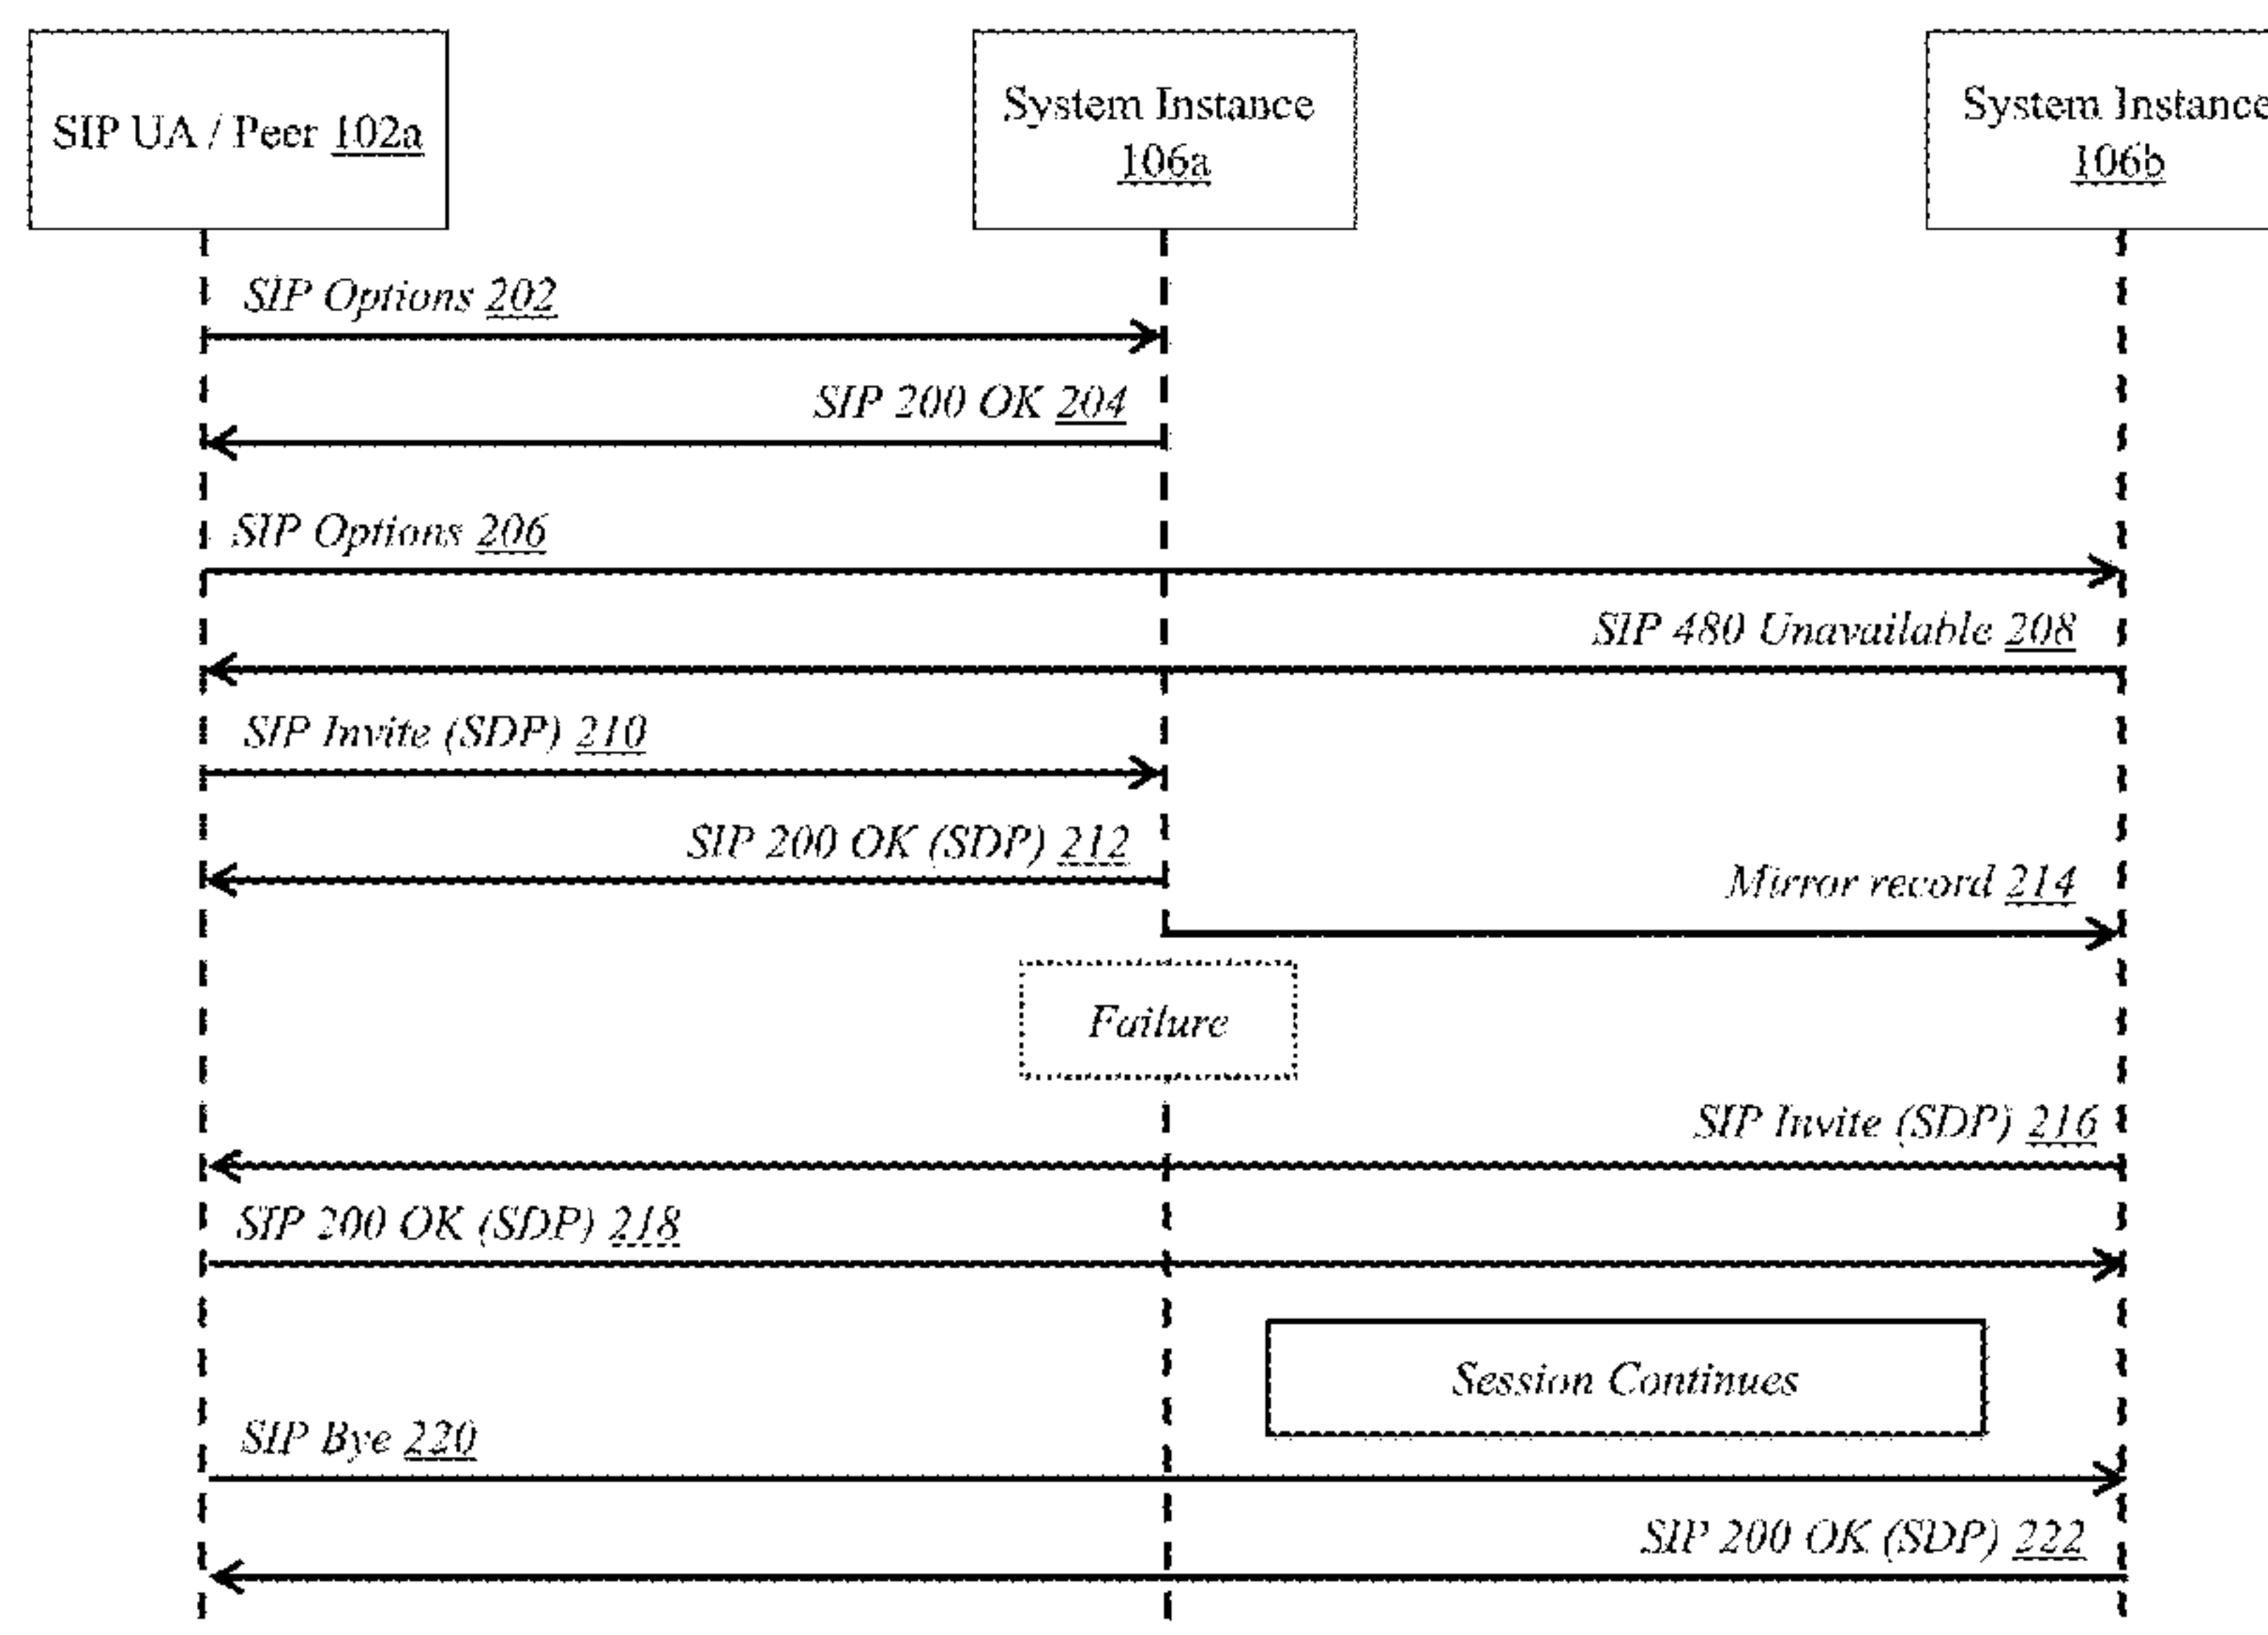 SIP UA / Peer 102a
System Instance
106a
System Instance
106b
SIP Options 202
SIP 200 OK 204
SIP Options 206
SIP 480 Unavailable 208
SIP Invite (SDP) 210
SIP 200 OK (SDP) 212
Mirror record 214
Failure
SIP Invite (SDP) 216
SIP 200 OK (SDP) 218
Session Continues
SIP Bye 220
SIP 200 OK (SDP) 222